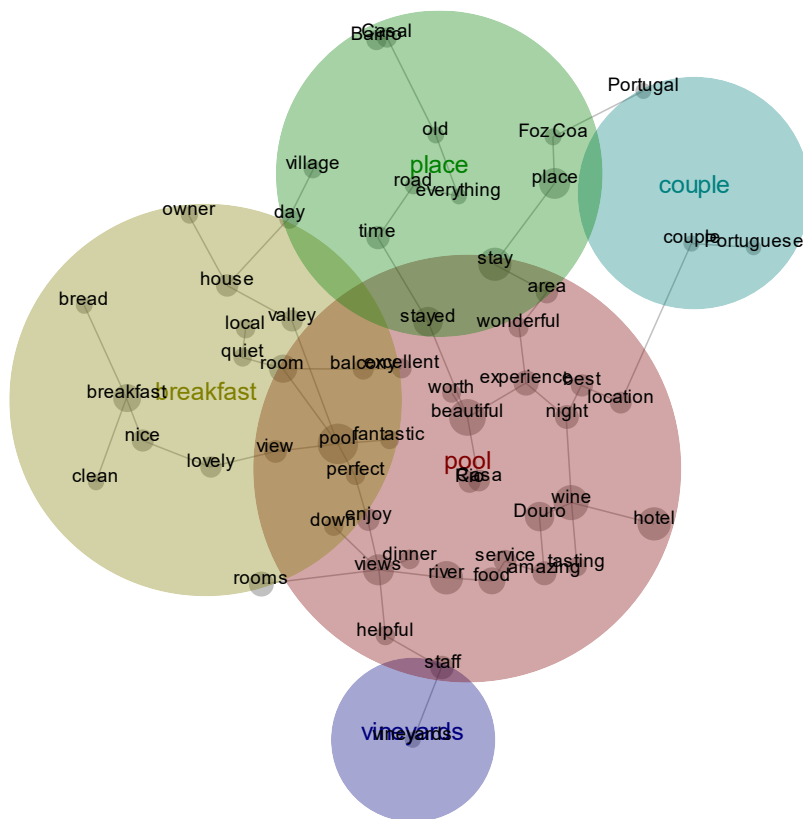 Casal
Bairro
Portugal
old
Foz Coa
village
place
road
place
couple
everything
owner
day
time
couple
Portuguese
stay
house
area
bread
local
valley
stayed
wonderful
quiet
room
balcony
excellent
breakfast
breakfast
worth
experience
best
location
beautiful
night
nice
pool
fantastic
lovely
view
pool
clean
perfect
Rio
Casa
wine
down
enjoy
Douro
hotel
dinner
service
rooms
views
river
food
amazing
tasting
helpful
staff
vineyards
vineyards